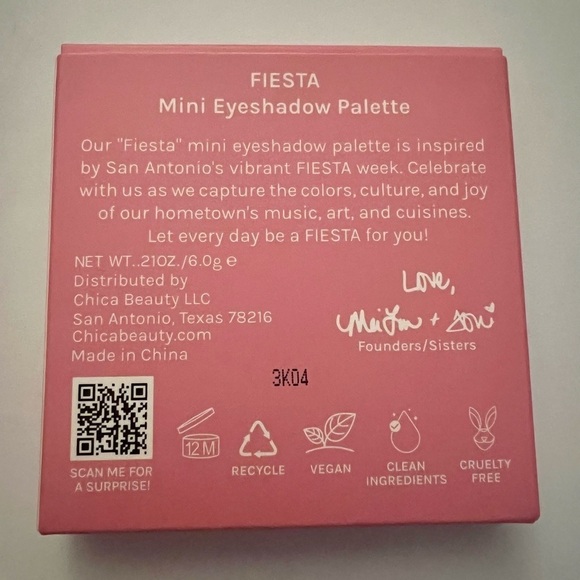 FIESTA
Mini Eyeshadow Palette
Our "Fiesta" mini eyeshadow palette is inspired
by San Antonio's vibrant FIESTA week. Celebrate
with us as we capture the colors, culture, and joy
of our hometown's music, art, and cuisines.
Let every day be a FIESTA for you!
NET WT..21OZ./6.0g e
Distributed by
Chica Beauty LLC
San Antonio, Texas 78216
Chicabeauty.com
Made in China
Love,
+
Founders/Sisters
3K04
SCAN ME FOR
A SURPRISE!
12 M
RECYCLE
VEGAN
CLEAN
INGREDIENTS
CRUELTY
FREE